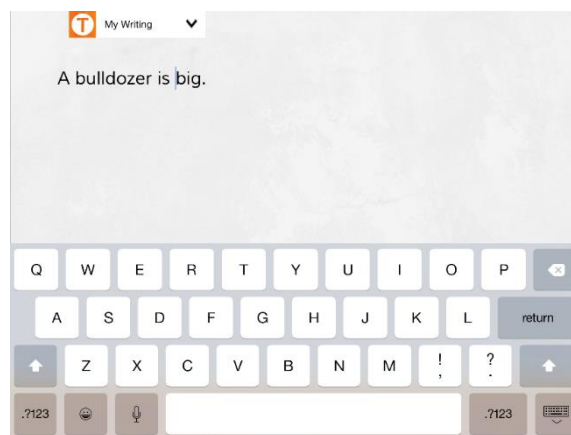 T My Writing
A bulldozer is big.
Q W E R T Y U I O P
A S D F G H J K L return
Z X C V B N M ! , ? .
.?123 .?123